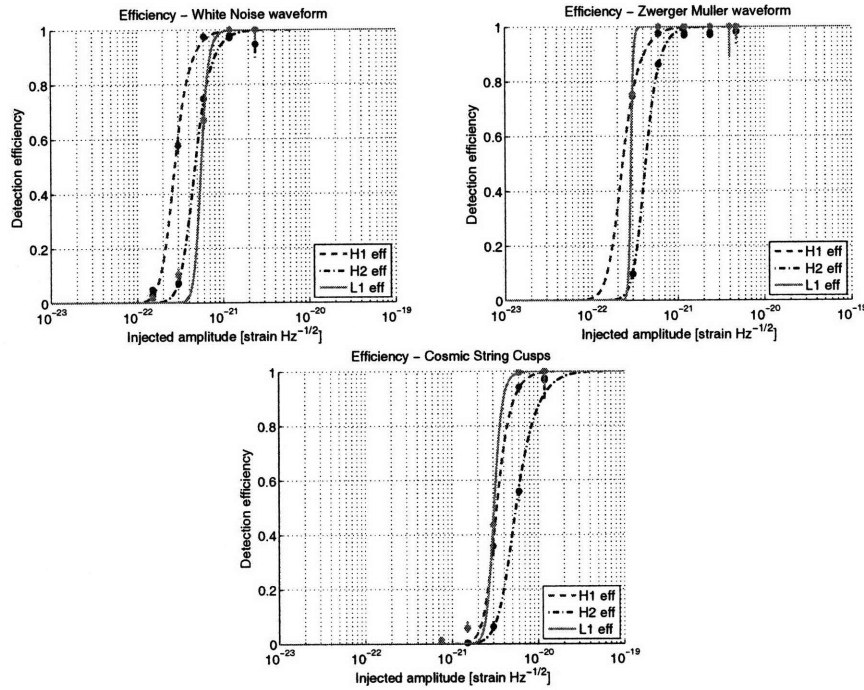 Efficiency – White Noise waveform
Detection efficiency
1
0.8
0.6
0.4
0.2
0
H1 eff
H2 eff
L1 eff
10^-23
10^-22
10^-21
10^-20
10^-19
Injected amplitude [strain Hz^-1/2]
Efficiency – Zwerger Muller waveform
Detection efficiency
1
0.8
0.6
0.4
0.2
0
H1 eff
H2 eff
L1 eff
10^-23
10^-22
10^-21
10^-20
10^-19
Injected amplitude [strain Hz^-1/2]
Efficiency – Cosmic String Cusps
Detection efficiency
1
0.8
0.6
0.4
0.2
0
H1 eff
H2 eff
L1 eff
10^-23
10^-22
10^-21
10^-20
10^-19
Injected amplitude [strain Hz^-1/2]